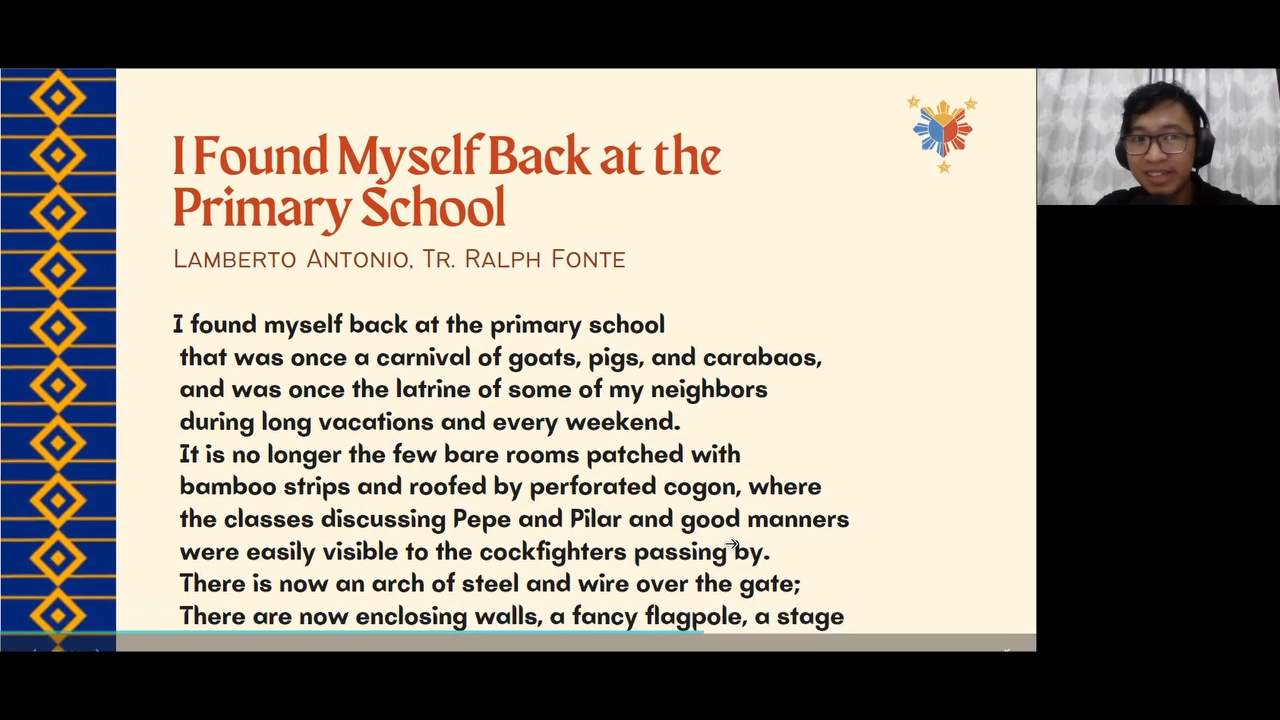 I Found Myself Back at the
Primary School
Lamberto Antonio, Tr. Ralph Fonte
I found myself back at the primary school
that was once a carnival of goats, pigs, and carabaos,
and was once the latrine of some of my neighbors
during long vacations and every weekend.
It is no longer the few bare rooms patched with
bamboo strips and roofed by perforated cogon, where
the classes discussing Pepe and Pilar and good manners
were easily visible to the cockfighters passing by.
There is now an arch of steel and wire over the gate;
There are now enclosing walls, a fancy flagpole, a stage